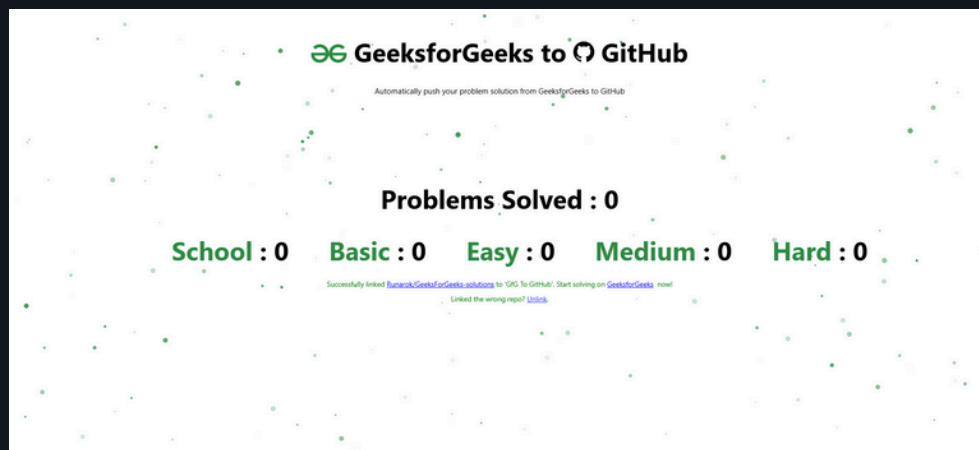 GeeksforGeeks to GitHub
Automatically push your problem solution from GeeksforGeeks to GitHub
Problems Solved : 0
School : 0 Basic : 0 Easy : 0 Medium : 0 Hard : 0
Successfully linked Runarok/GeeksForGeeks-solutions to 'GfG To GitHub'. Start solving on GeeksforGeeks now!
Linked the wrong repo? Unlink.